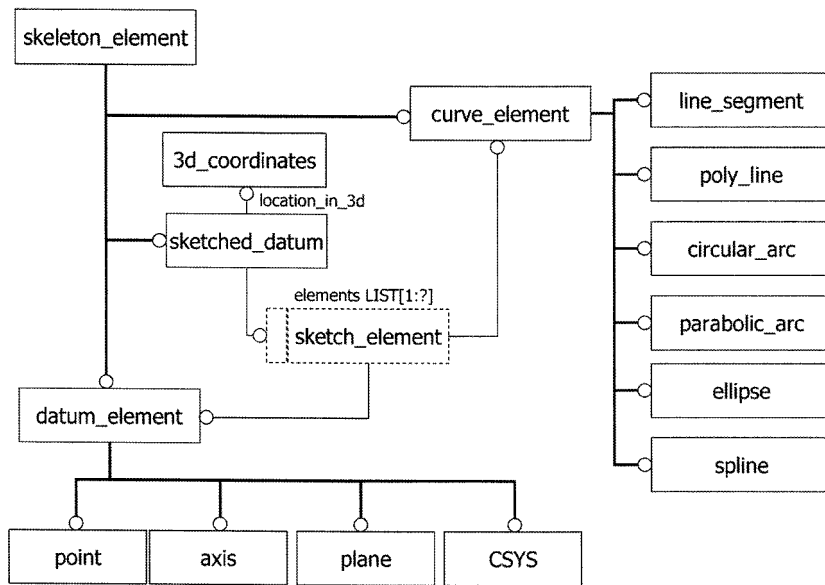 skeleton_element
curve_element
line_segment
3d_coordinates
poly_line
location_in_3d
sketched_datum
circular_arc
elements LIST[1:?]
sketch_element
parabolic_arc
datum_element
ellipse
spline
point
axis
plane
CSYS